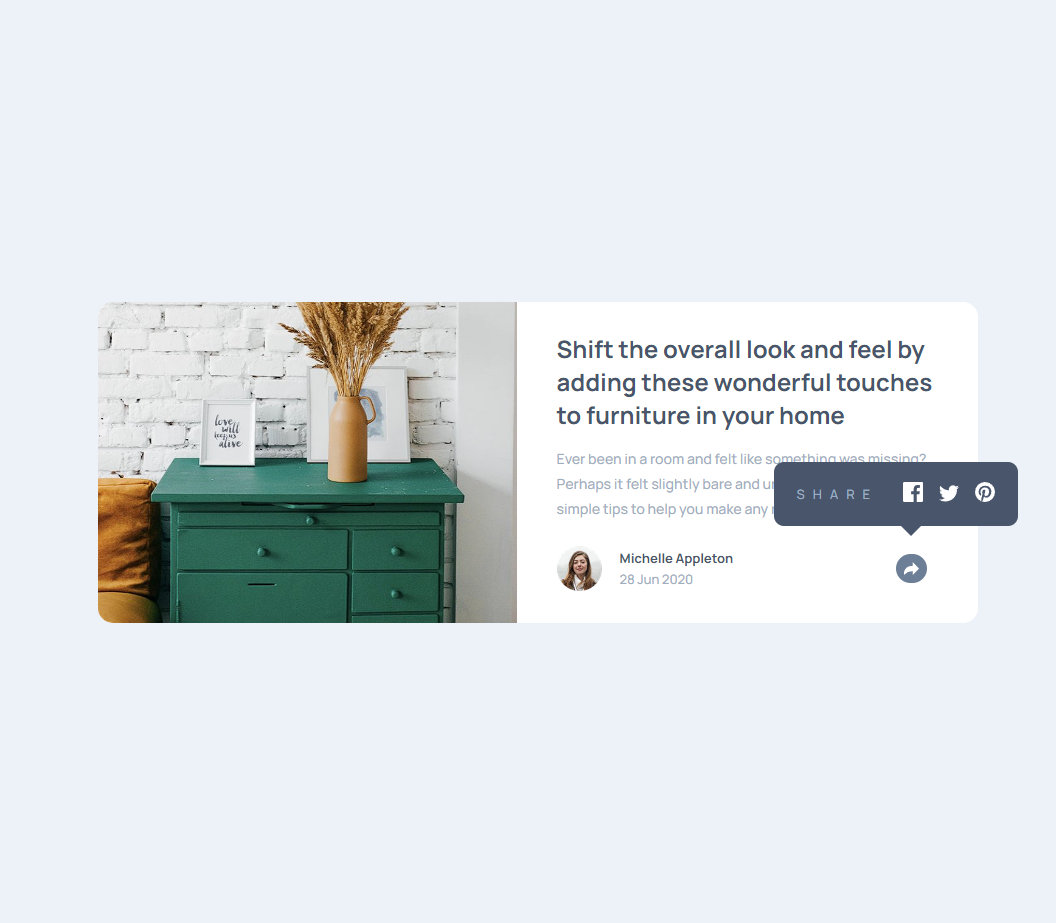 Shift the overall look and feel by
adding these wonderful touches
to furniture in your home
Ever been in a room and felt like something was missing?
Perhaps it felt slightly bare and
simple tips to help you make any
SHARE
Michelle Appleton
28 Jun 2020
love
will
keep us
alive